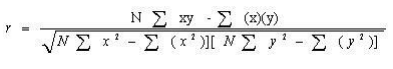 r = N ∑ xy - ∑ (x)(y)
√N ∑ x² - ∑ (x²)][ N ∑ y² - ∑ (y²)]